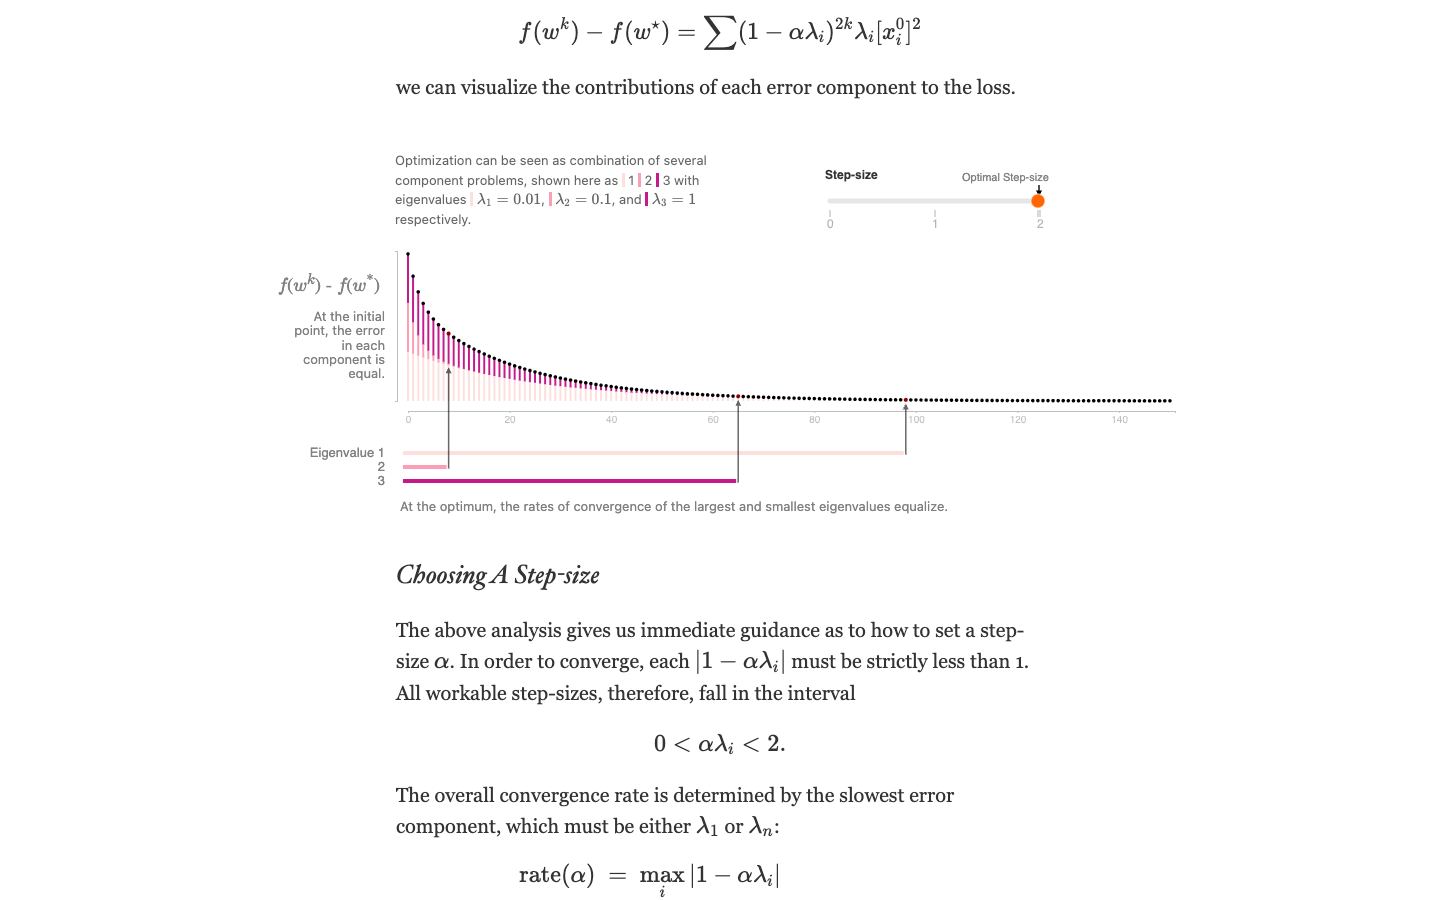 f(w^k) − f(w^⋆) = ∑(1 − αλ_i)^{2k} λ_i[x_i^0]^2
we can visualize the contributions of each error component to the loss.
Optimization can be seen as combination of several
component problems, shown here as 1 2 3 with
eigenvalues λ_1 = 0.01, λ_2 = 0.1, and λ_3 = 1
respectively.
Step-size
Optimal Step-size
0 1 2
f(w^k) - f(w^*)
At the initial
point, the error
in each
component is
equal.
0 20 40 60 80 100 120 140
Eigenvalue 1
2
3
At the optimum, the rates of convergence of the largest and smallest eigenvalues equalize.
Choosing A Step-size
The above analysis gives us immediate guidance as to how to set a step-
size α. In order to converge, each |1 − αλ_i| must be strictly less than 1.
All workable step-sizes, therefore, fall in the interval
0 < αλ_i < 2.
The overall convergence rate is determined by the slowest error
component, which must be either λ_1 or λ_n:
rate(α) = max_i |1 − αλ_i|